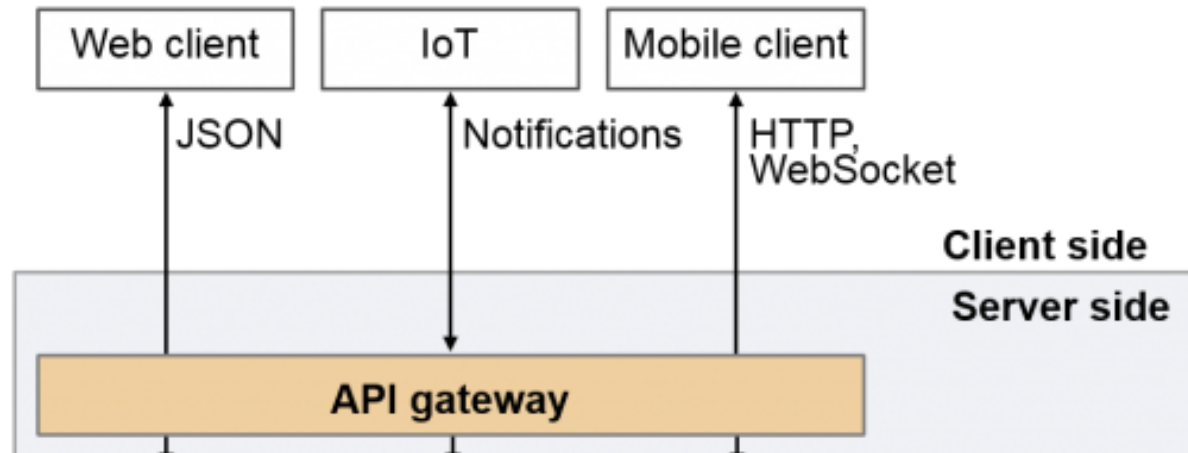 Web client
IoT
Mobile client
JSON
Notifications
HTTP,
WebSocket
Client side
Server side
API gateway